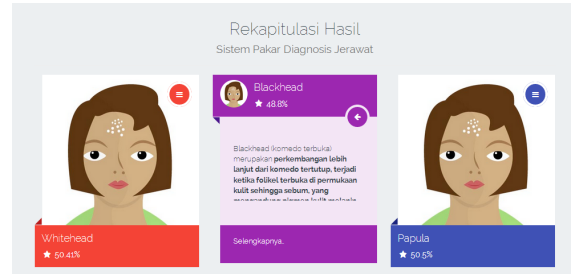 Rekapitulasi Hasil
Sistem Pakar Diagnosis Jerawat
Blackhead
★ 48.8%
Blackhead (komedo terbuka)
merupakan perkembangan lebih
lanjut dari komedo tertutup, terjadi
ketika folikel terbuka di permukaan
kulit sehingga sebum, yang
Selengkapnya..
Whitehead
★ 50.41%
Papula
★ 50.5%